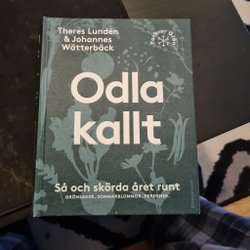 Theres Lundén
& Johannes
Wätterbäck
Odla
kallt
Så och skörda året runt
GRÖNSAKER. SOMMARBLOMMOR. PERENNER.